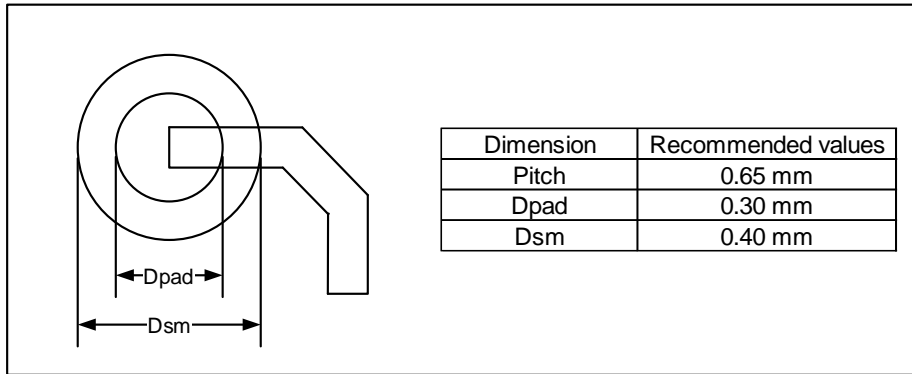 Dpad
Dsm
Dimension Recommended values
Pitch 0.65 mm
Dpad 0.30 mm
Dsm 0.40 mm